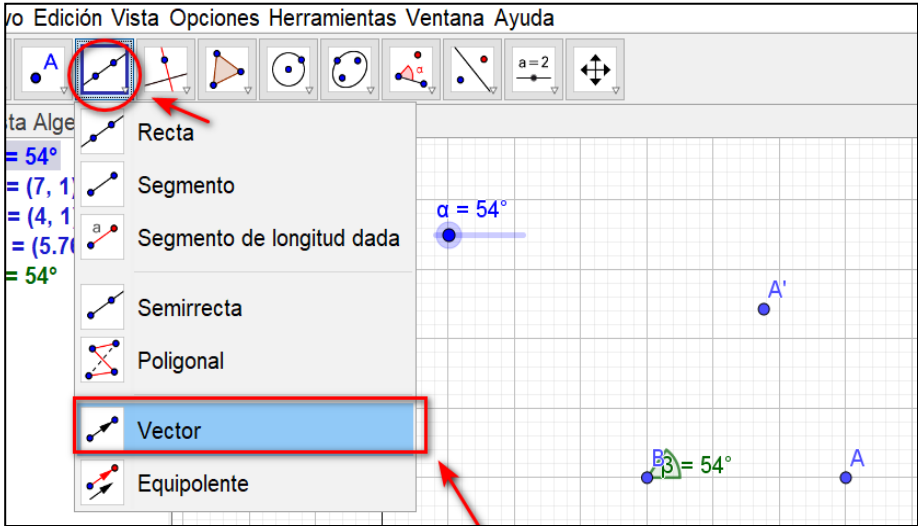 vo Edición Vista Opciones Herramientas Ventana Ayuda
A
α
a=2
ta Alge
= 54°
= (7, 1)
= (4, 1
= (5.76
= 54°
Recta
Segmento
a
Segmento de longitud dada
Semirrecta
Poligonal
Vector
Equipolente
α = 54°
A'
B
β = 54°
A